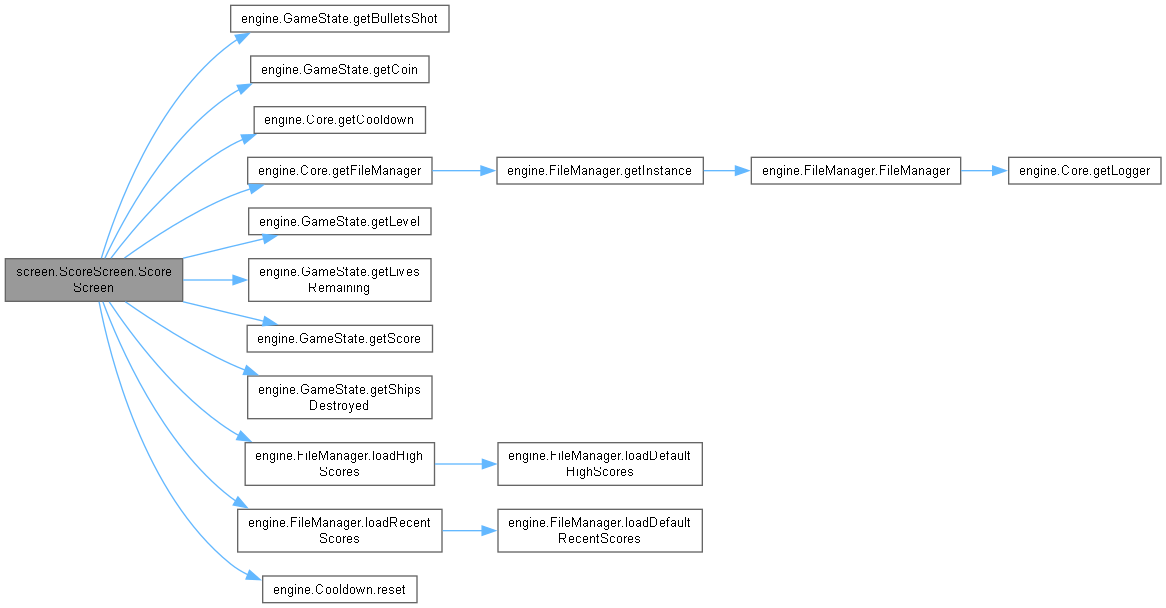 engine.GameState.getBulletsShot
engine.GameState.getCoin
engine.Core.getCooldown
engine.Core.getFileManager
engine.FileManager.getInstance
engine.FileManager.FileManager
engine.Core.getLogger
engine.GameState.getLevel
screen.ScoreScreen.Score
Screen
engine.GameState.getLives
Remaining
engine.GameState.getScore
engine.GameState.getShips
Destroyed
engine.FileManager.loadHigh
Scores
engine.FileManager.loadDefault
HighScores
engine.FileManager.loadRecent
Scores
engine.FileManager.loadDefault
RecentScores
engine.Cooldown.reset